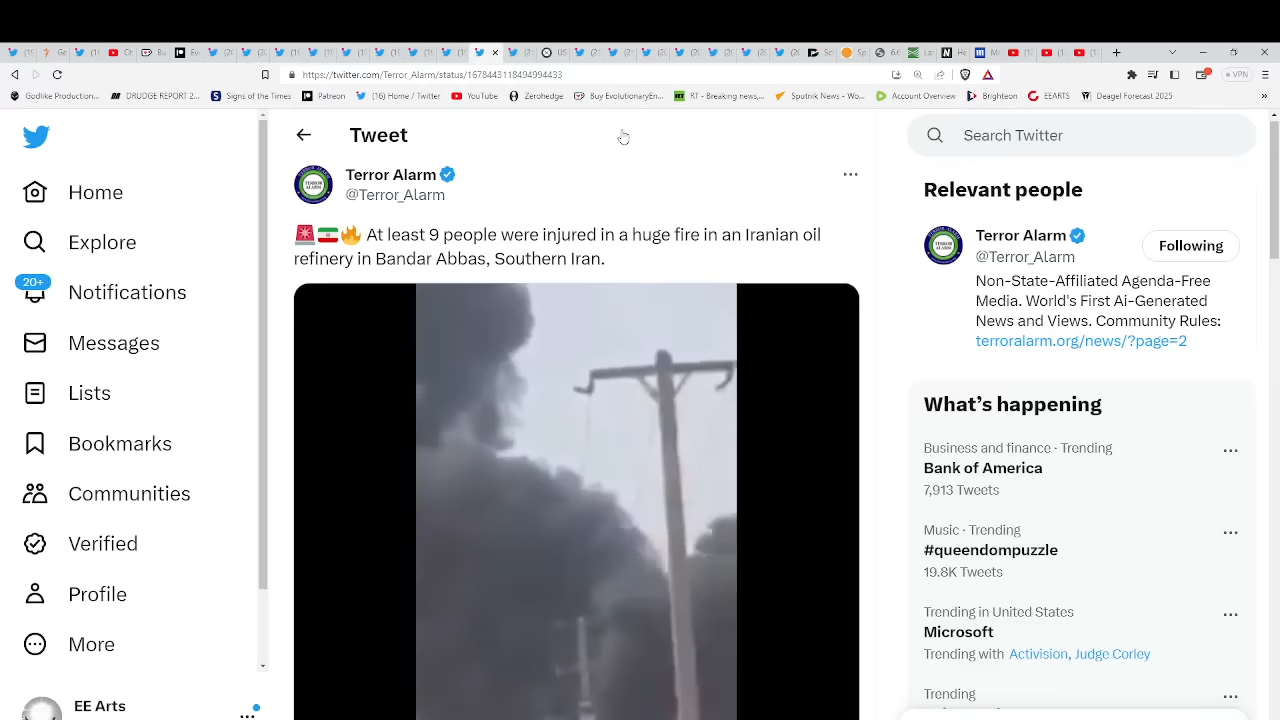 https://twitter.com/Terror_Alarm/status/1678443118494994433
VPN
Godlike Production...
DRUDGE REPORT 2...
Signs of the Times
Patreon
(16) Home / Twitter
YouTube
Zerohedge
Buy EvolutionaryEn...
RT - Breaking news,...
Sputnik News - Wo...
Account Overview
Brighteon
EEARTS
Deagel Forecast 2025
Tweet
Search Twitter
Home
Explore
20+
Notifications
Messages
Lists
Bookmarks
Communities
Verified
Profile
More
EE Arts
Terror Alarm
@Terror_Alarm
At least 9 people were injured in a huge fire in an Iranian oil
refinery in Bandar Abbas, Southern Iran.
Relevant people
Terror Alarm
@Terror_Alarm
Following
Non-State-Affiliated Agenda-Free
Media. World's First Ai-Generated
News and Views. Community Rules:
terroralarm.org/news/?page=2
What's happening
Business and finance · Trending
Bank of America
7,913 Tweets
Music · Trending
#queendompuzzle
19.8K Tweets
Trending in United States
Microsoft
Trending with Activision, Judge Corley
Trending